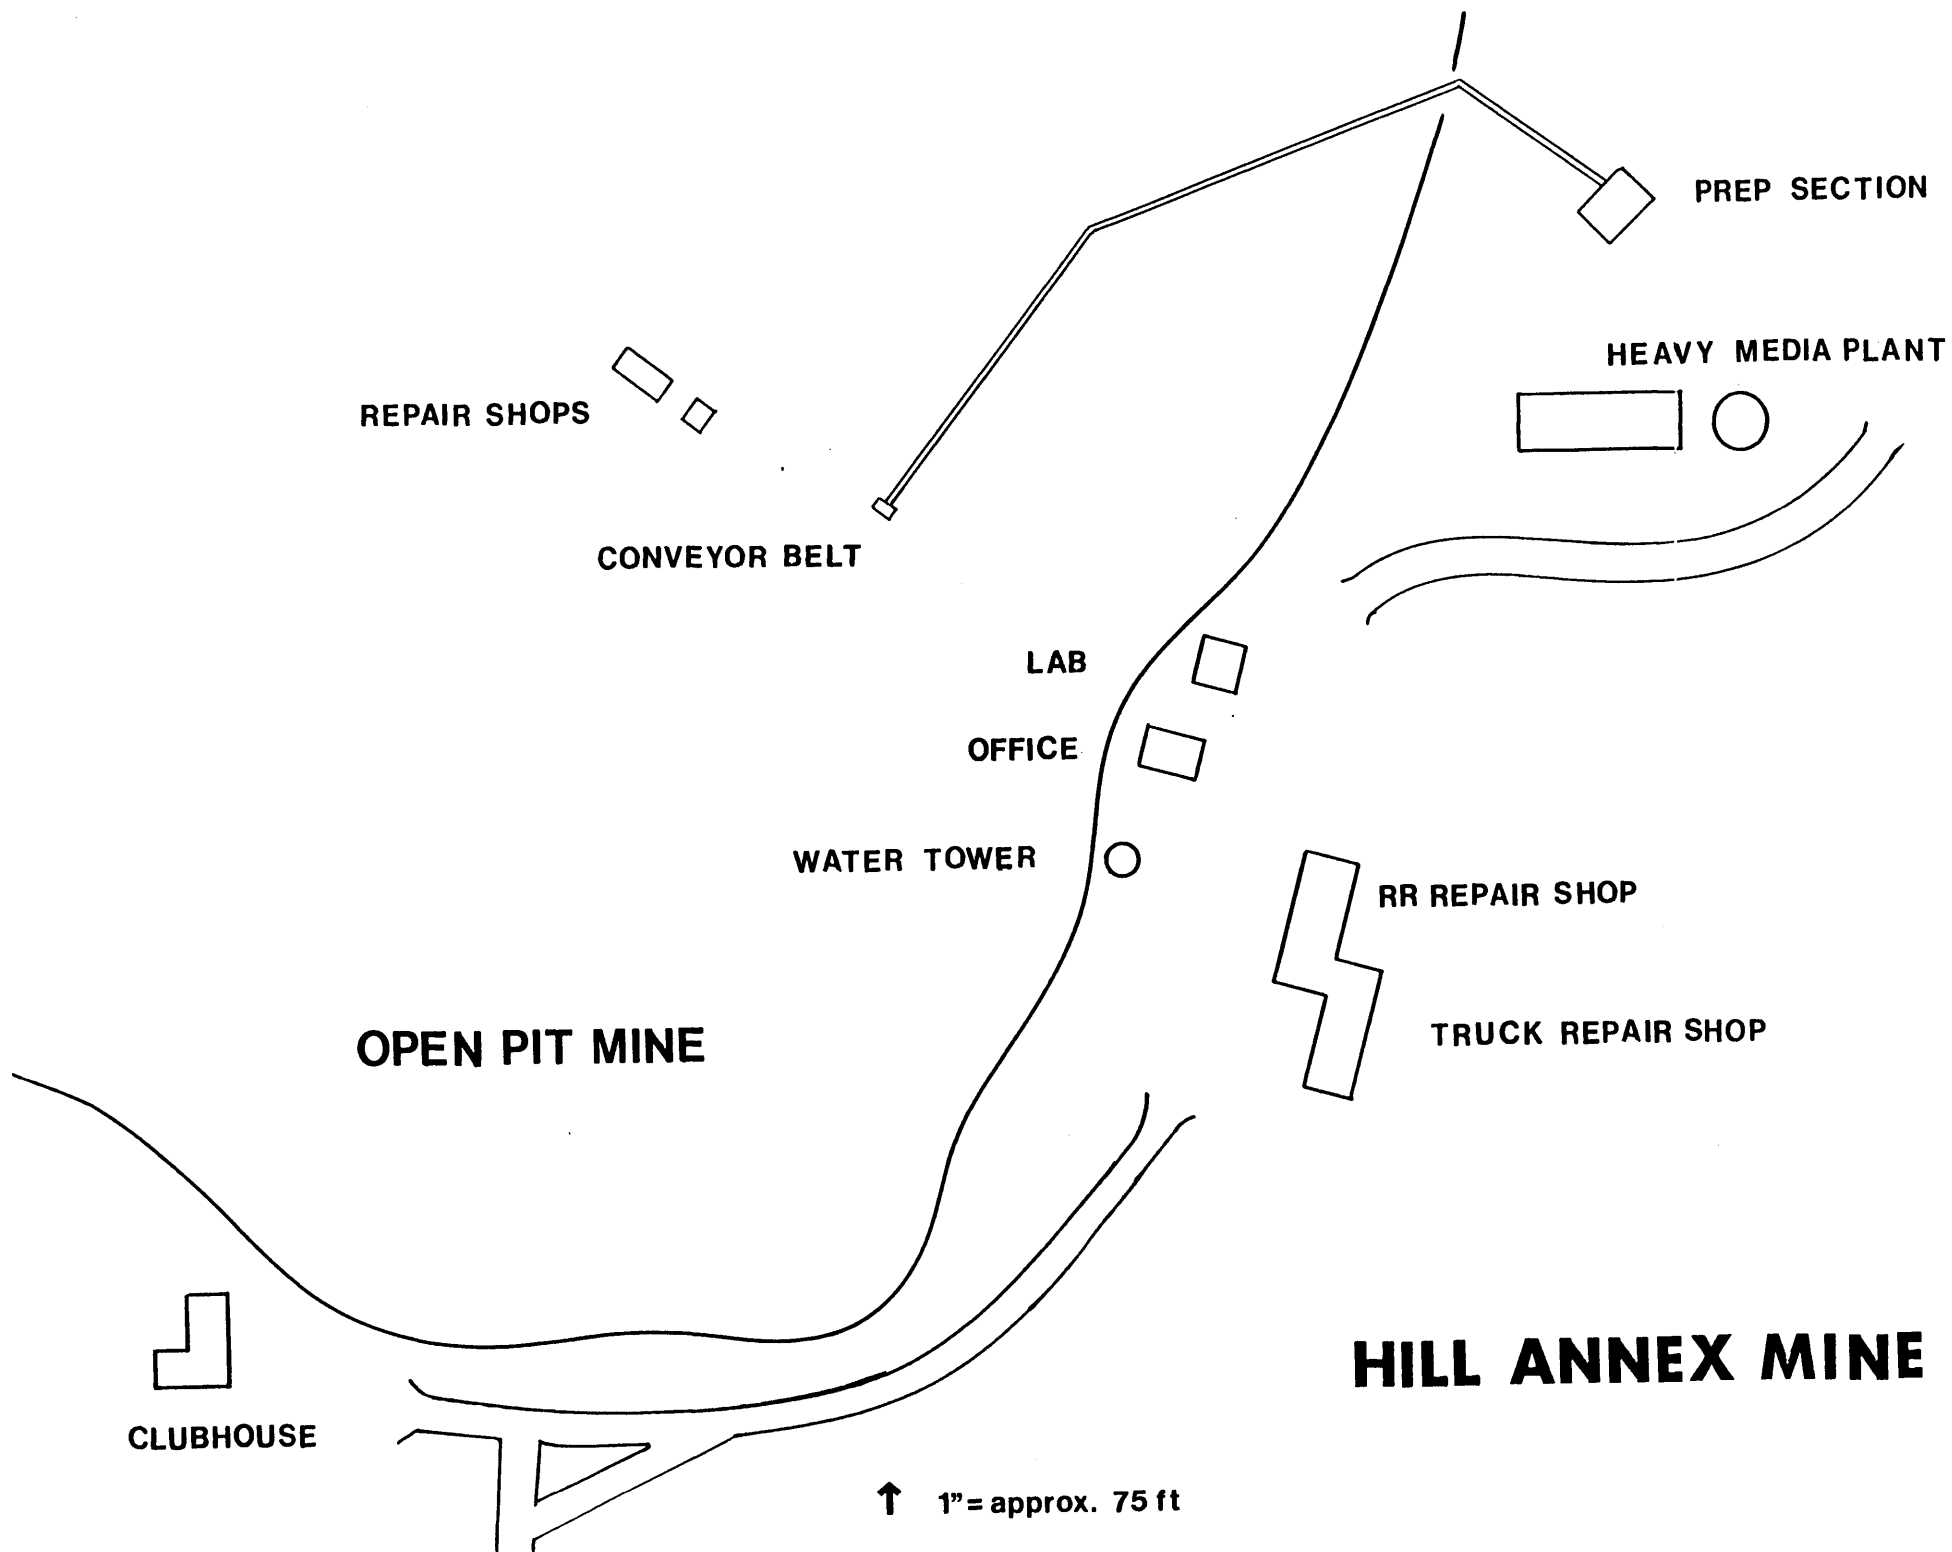 PREP SECTION
HEAVY MEDIA PLANT
REPAIR SHOPS
CONVEYOR BELT
LAB
OFFICE
WATER TOWER
RR REPAIR SHOP
TRUCK REPAIR SHOP
OPEN PIT MINE
HILL ANNEX MINE
CLUBHOUSE
↑ 1"= approx. 75 ft